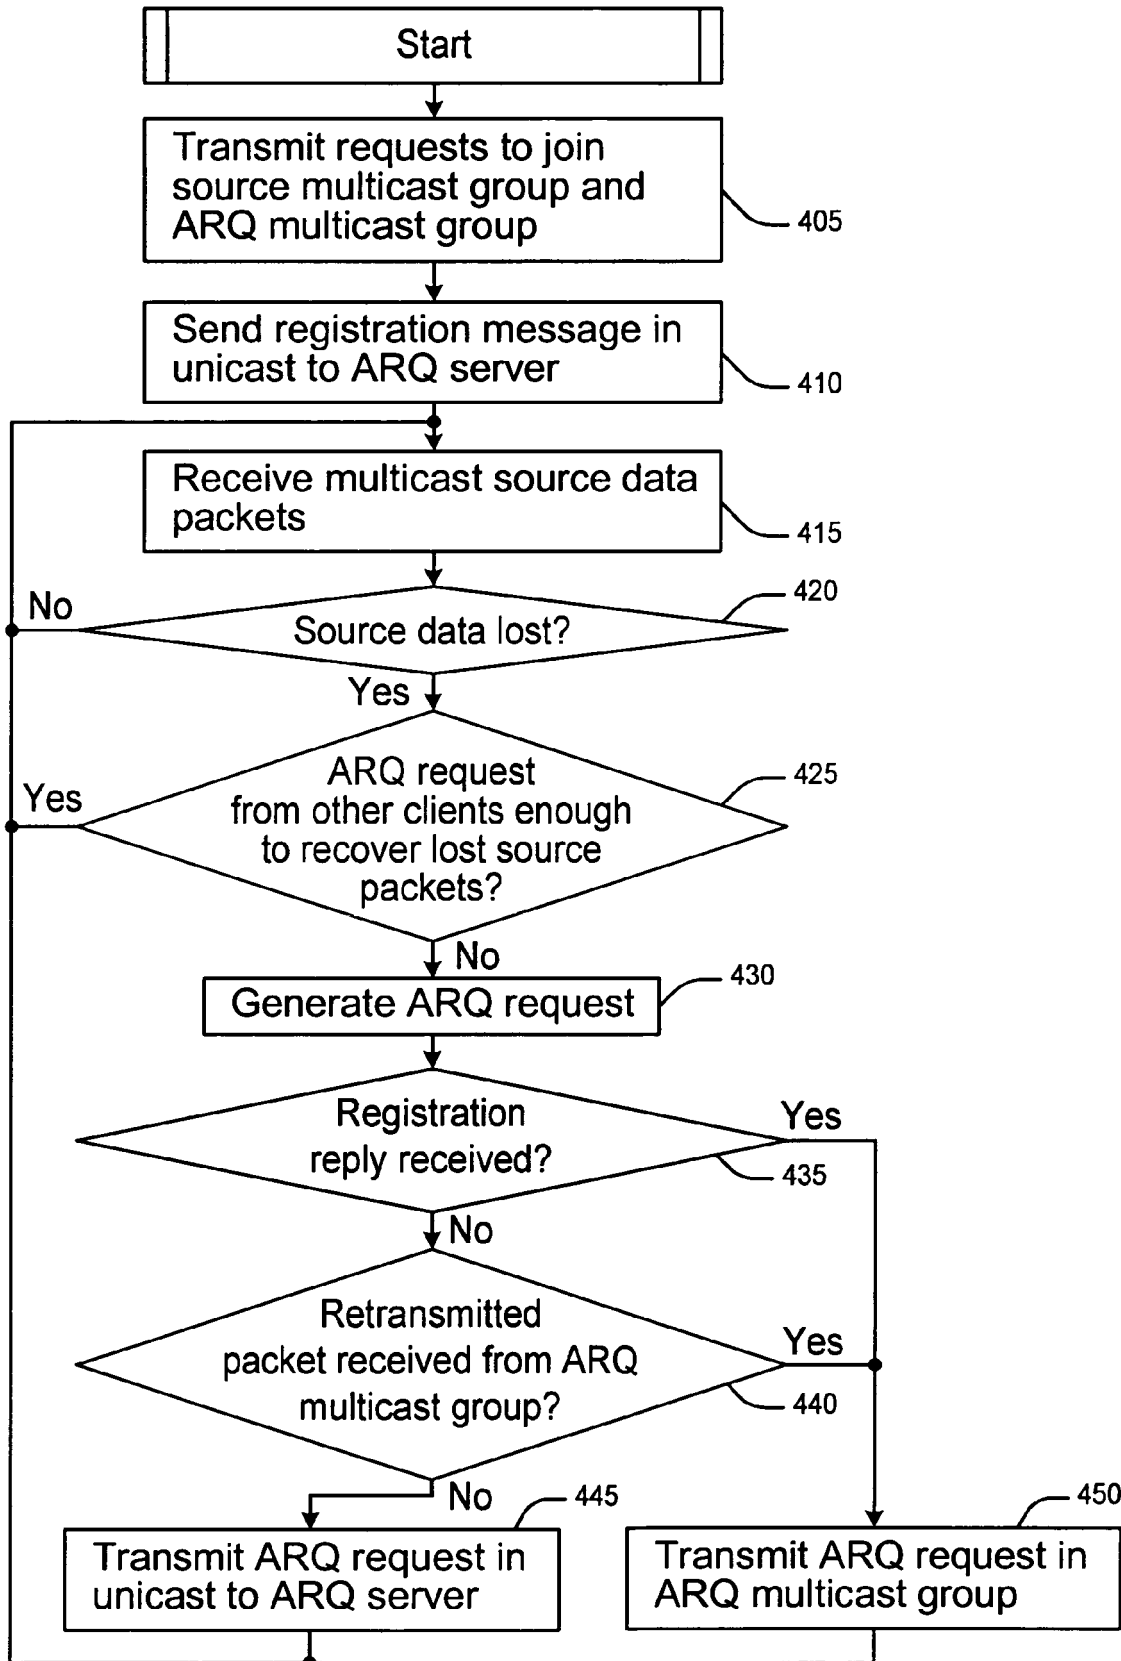 Start
Transmit requests to join
source multicast group and
ARQ multicast group
405
Send registration message in
unicast to ARQ server
410
Receive multicast source data
packets
415
420
No
Source data lost?
Yes
ARQ request
from other clients enough
to recover lost source
packets?
425
Yes
No
430
Generate ARQ request
Registration
reply received?
Yes
435
No
Retransmitted
packet received from ARQ
multicast group?
Yes
440
No
445
450
Transmit ARQ request in
unicast to ARQ server
Transmit ARQ request in
ARQ multicast group